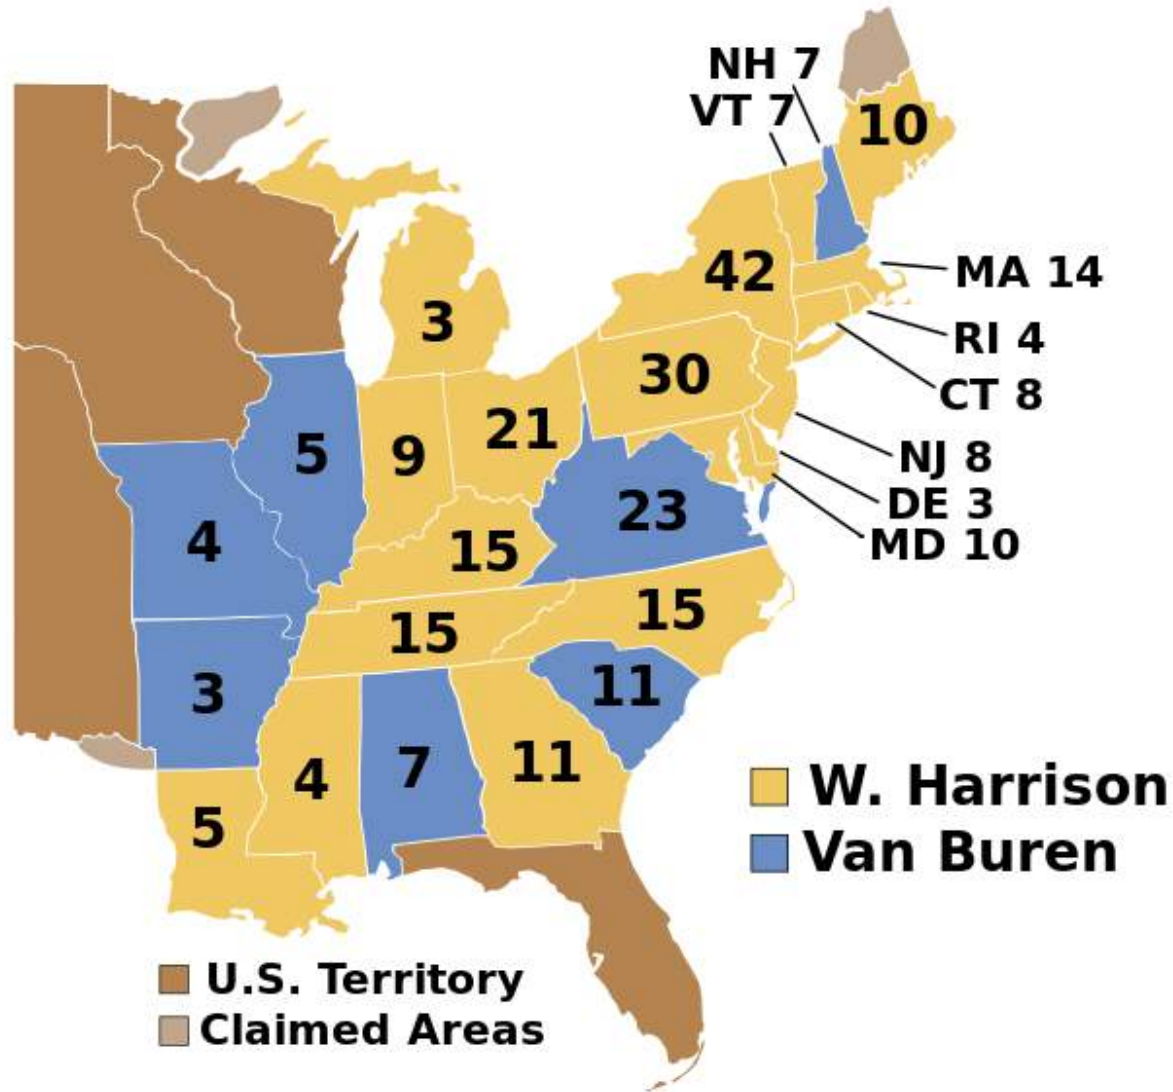 NH 7
VT 7
10
42
MA 14
3
RI 4
30
CT 8
21
5
9
NJ 8
23
DE 3
4
15
MD 10
15
15
3
11
7
11
4
5
W. Harrison
Van Buren
U.S. Territory
Claimed Areas